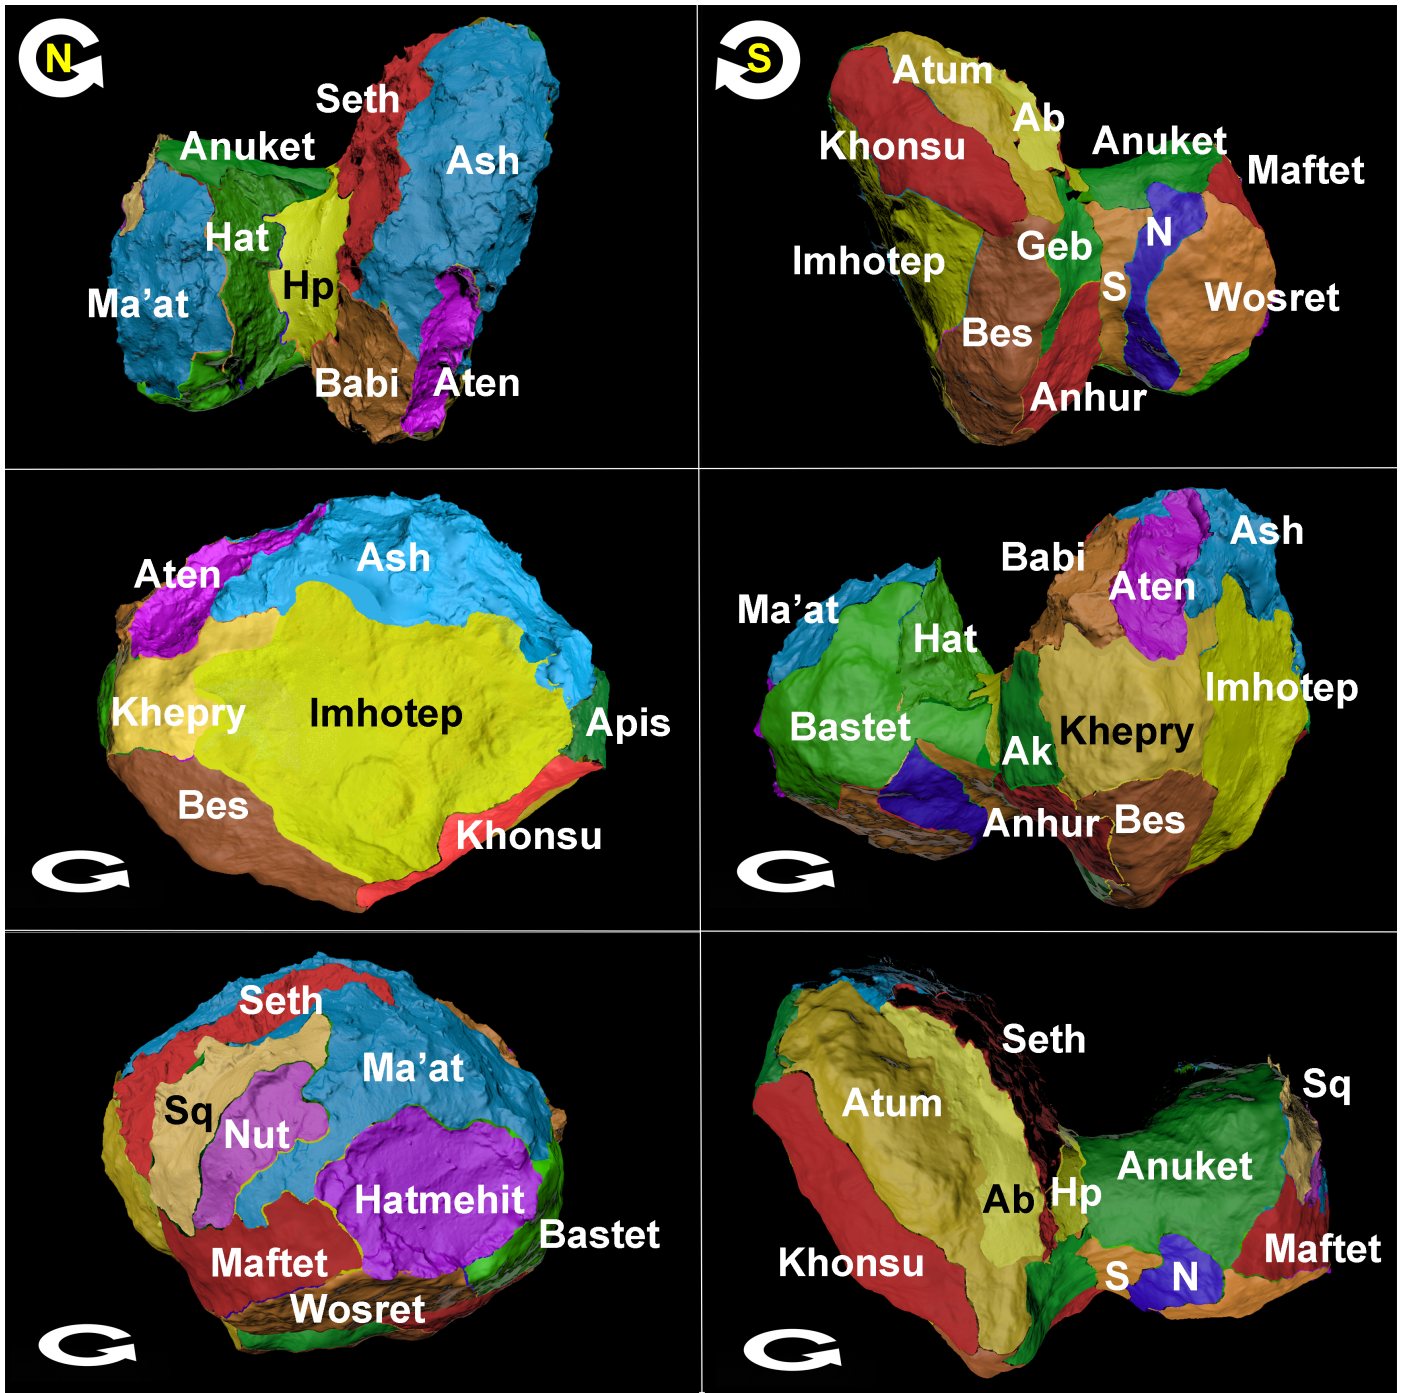 N
Seth
Anuket
Ash
Hat
Hp
Ma’at
Babi
Aten
S
Atum
Ab
Khonsu
Anuket
Maftet
Geb
N
Imhotep
S
Wosret
Bes
Anhur
Aten
Ash
Khepry
Imhotep
Apis
Bes
Khonsu
Babi
Ash
Aten
Ma’at
Hat
Imhotep
Bastet
Ak
Khepry
Anhur
Bes
Seth
Ma’at
Sq
Nut
Hatmehit
Bastet
Maftet
Wosret
Seth
Sq
Atum
Anuket
Ab
Hp
Khonsu
Maftet
S
N